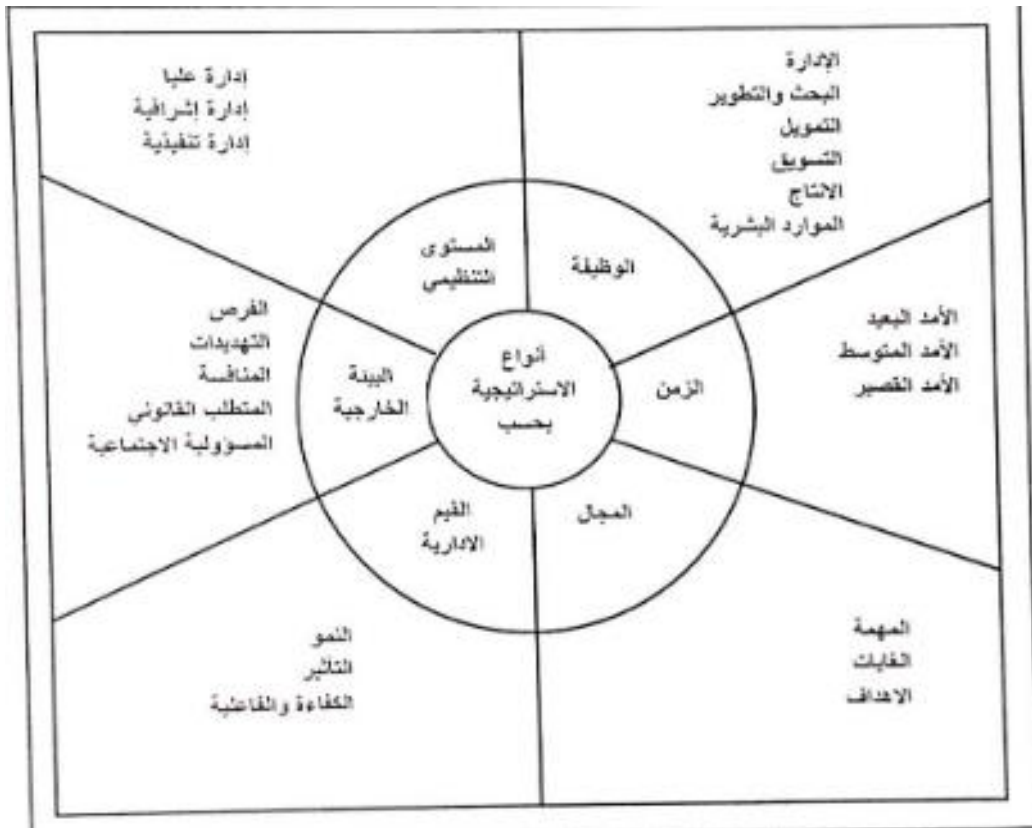 أنواع
الاستراتيجية
بحسب
الوظيفة
الإدارة
البحث والتطوير
التمويل
التسويق
الانتاج
الموارد البشرية
الزمن
الأمد البعيد
الأمد المتوسط
الأمد القصير
المجال
المهمة
الغايات
الاهداف
القيم
الادارية
النمو
التأثير
الكفاءة والفاعلية
البيئة
الخارجية
الفرص
التهديدات
المنافسة
المتطلب القانوني
المسؤولية الاجتماعية
المستوى
التنظيمي
إدارة عليا
إدارة إشرافية
إدارة تنفيذية